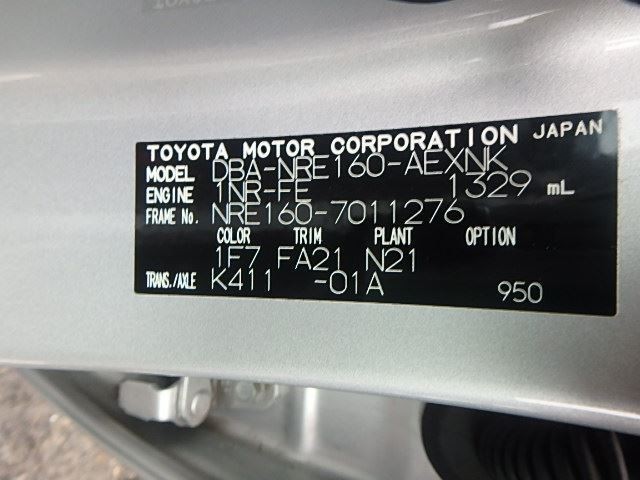 TOYOTA MOTOR CORPORATION JAPAN
MODEL DBA-NRE160-AEXNK
ENGINE 1NR-FE 1329 mL
FRAME No. NRE160-7011276
COLOR TRIM PLANT OPTION
1F7 FA21 N21
TRANS./AXLE K411 -01A 950